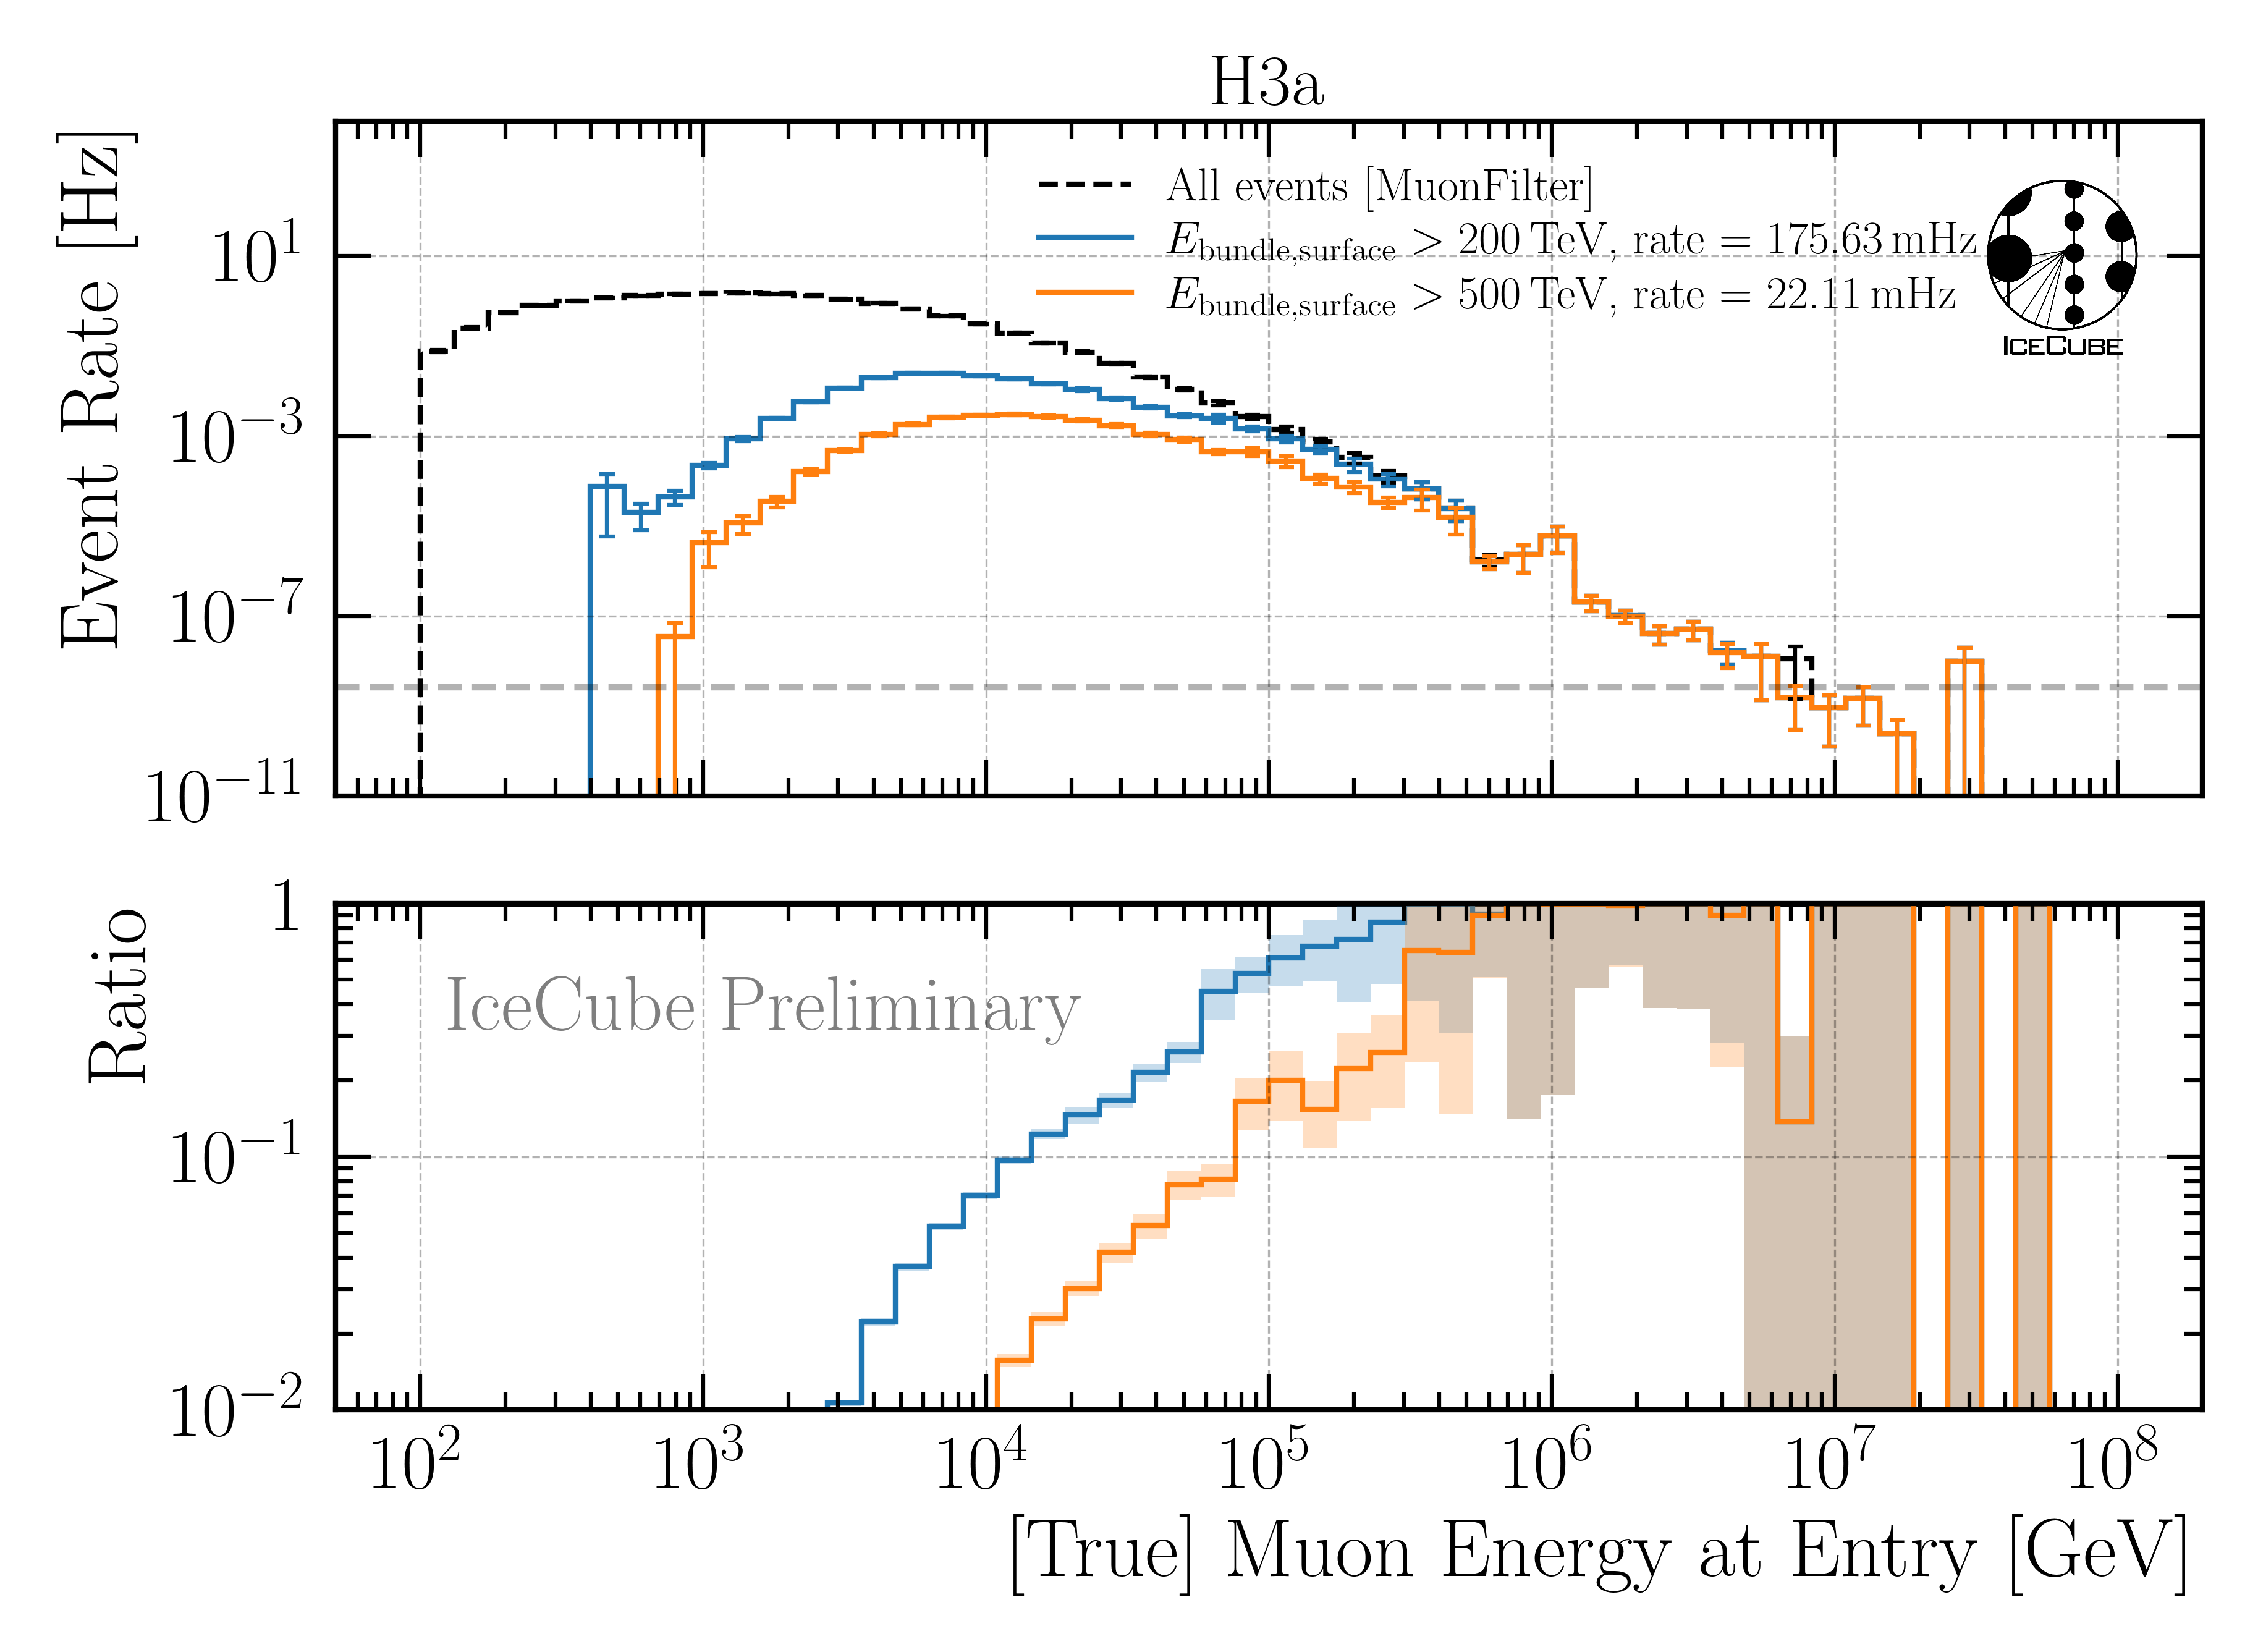 H3a
Event Rate [Hz]
10^1
10^-3
10^-7
10^-11
All events [MuonFilter]
E_bundle,surface > 200 TeV, rate = 175.63 mHz
E_bundle,surface > 500 TeV, rate = 22.11 mHz
ICECUBE
Ratio
1
10^-1
10^-2
IceCube Preliminary
10^2 10^3 10^4 10^5 10^6 10^7 10^8
[True] Muon Energy at Entry [GeV]